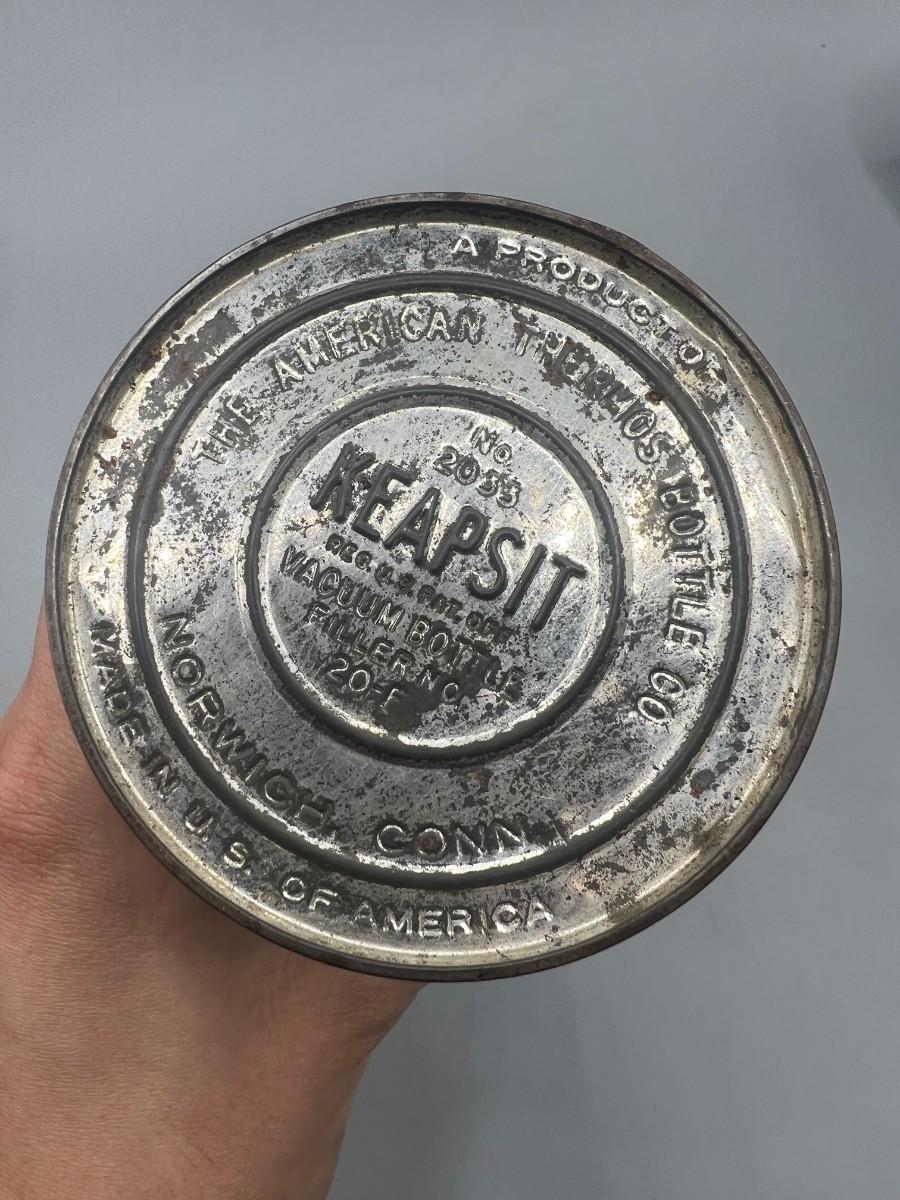 A PRODUCT OF
THE AMERICAN THERMOS BOTTLE CO
No.
2033
KEAPSIT
REG. U.S. PAT. OFF.
VACUUM BOTTLE
FILLER NO.
20-F
NORWICH, CONN.
MADE IN U. S. OF AMERICA